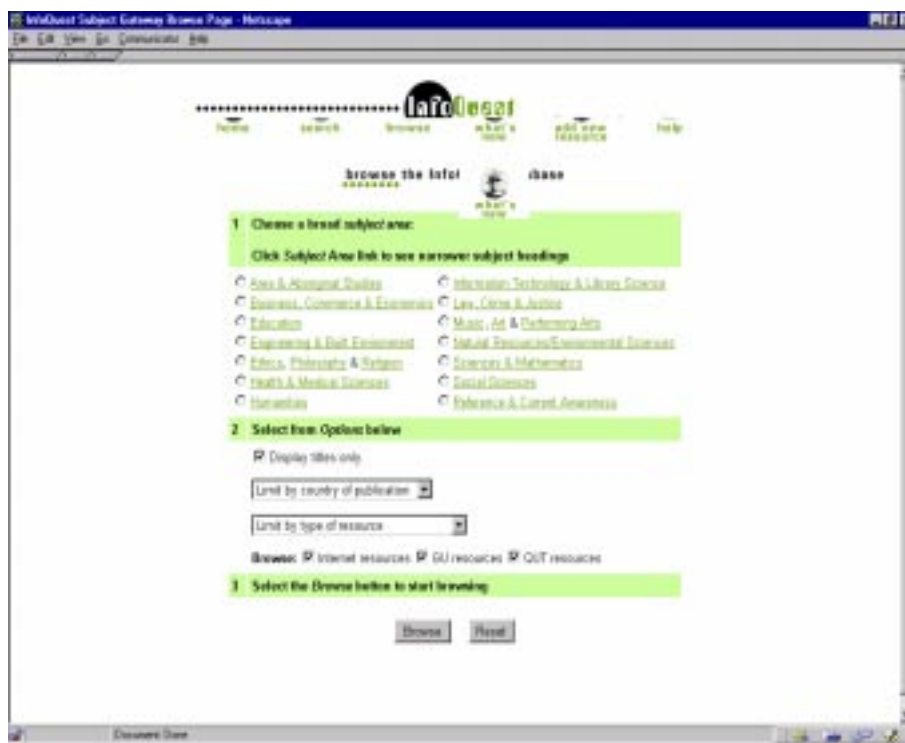 InfoQuest Subject Gateway Browse Page - Netscape
File Edit View Go Communicator Help
InfoQuest
home search browse what's new add new resource help
browse the Info base
what's new
1 Choose a broad subject area:
Click Subject Area link to see narrower subject headings
Area & Aboriginal Studies Information Technology & Library Science
Business, Commerce & Economics Law, Crime & Justice
Education Music, Art & Performing Arts
Engineering & Built Environment Natural Resources/Environmental Sciences
Ethics, Philosophy & Religion Sciences & Mathematics
Health & Medical Sciences Social Sciences
Humanities Reference & Current Awareness
2 Select from Options below
Display titles only
Limit by country of publication
Limit by type of resource
Browse: Internet resources GU resources QUT resources
3 Select the Browse button to start browsing
Browse Reset
Document: Done